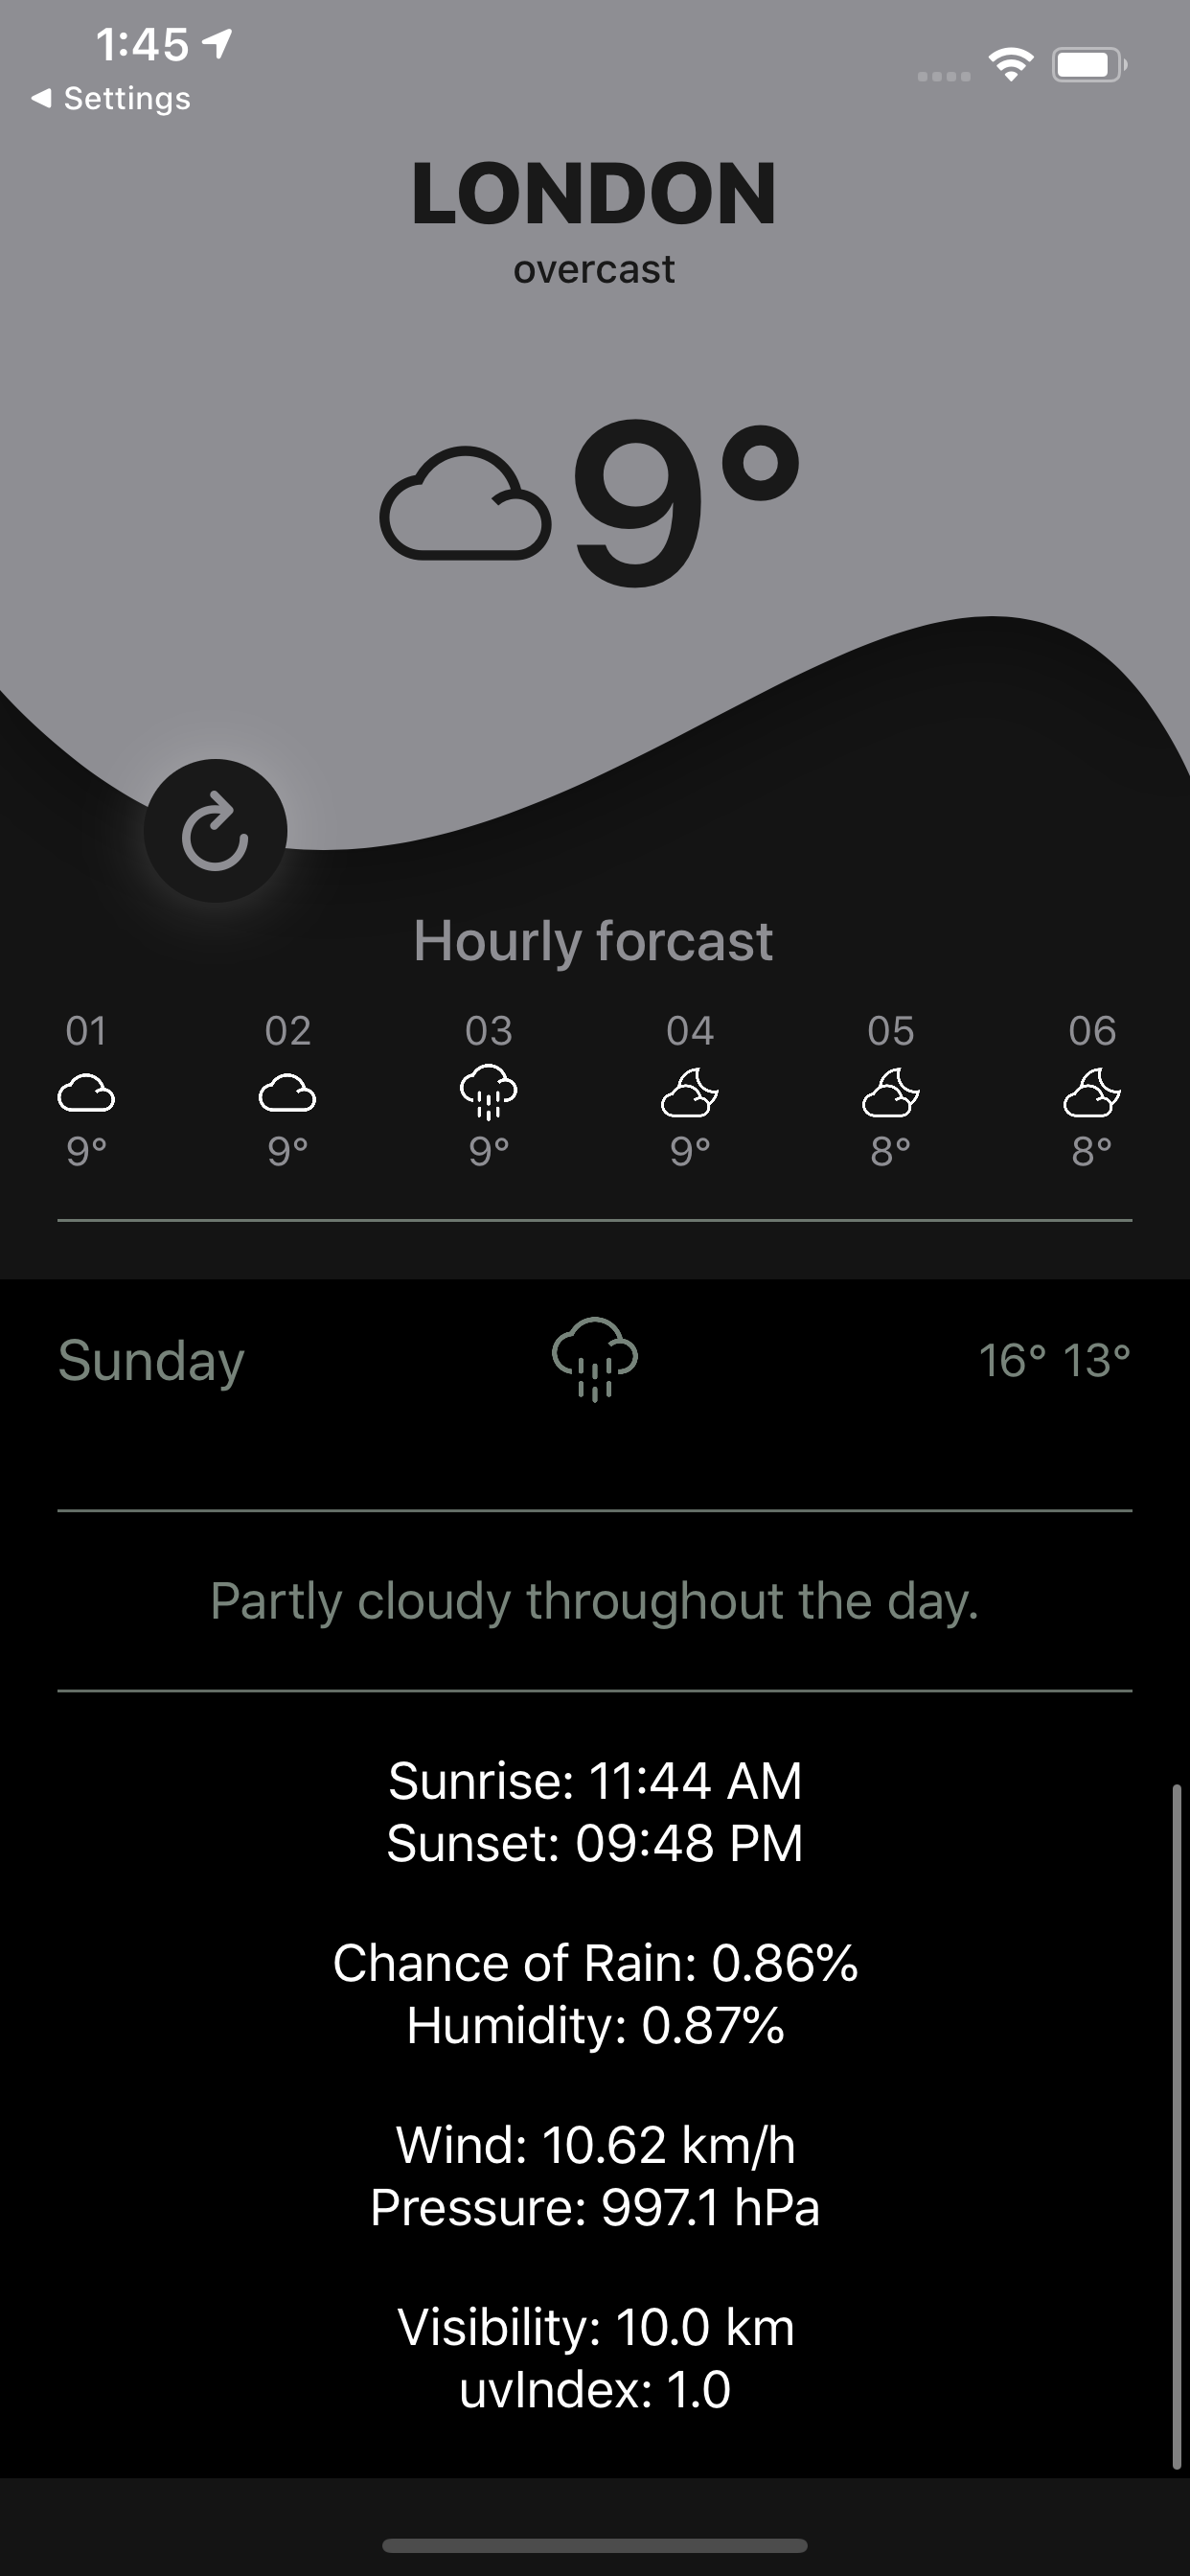 1:45
Settings
LONDON
overcast
9°
Hourly forcast
01 02 03 04 05 06
9° 9° 9° 9° 8° 8°
Sunday 16° 13°
Partly cloudy throughout the day.
Sunrise: 11:44 AM
Sunset: 09:48 PM
Chance of Rain: 0.86%
Humidity: 0.87%
Wind: 10.62 km/h
Pressure: 997.1 hPa
Visibility: 10.0 km
uvIndex: 1.0